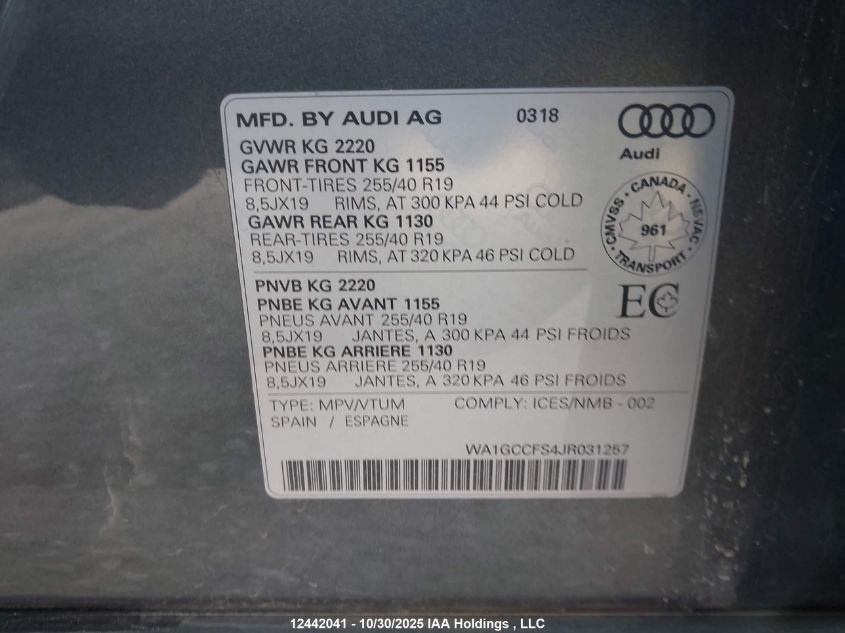 MFD. BY AUDI AG 0318
Audi
GVWR KG 2220
GAWR FRONT KG 1155
FRONT-TIRES 255/40 R19
8,5JX19 RIMS, AT 300 KPA 44 PSI COLD
GAWR REAR KG 1130
REAR-TIRES 255/40 R19
8,5JX19 RIMS, AT 320 KPA 46 PSI COLD
CMVSS · CANADA · NSVAC · TRANSPORT ·
961
PNVB KG 2220
PNBE KG AVANT 1155
PNEUS AVANT 255/40 R19
8,5JX19 JANTES, A 300 KPA 44 PSI FROIDS
PNBE KG ARRIERE 1130
PNEUS ARRIERE 255/40 R19
8,5JX19 JANTES, A 320 KPA 46 PSI FROIDS
EC
TYPE: MPV/VTUM COMPLY: ICES/NMB - 002
SPAIN / ESPAGNE
WA1GCCFS4JR031257
12442041 - 10/30/2025 IAA Holdings , LLC